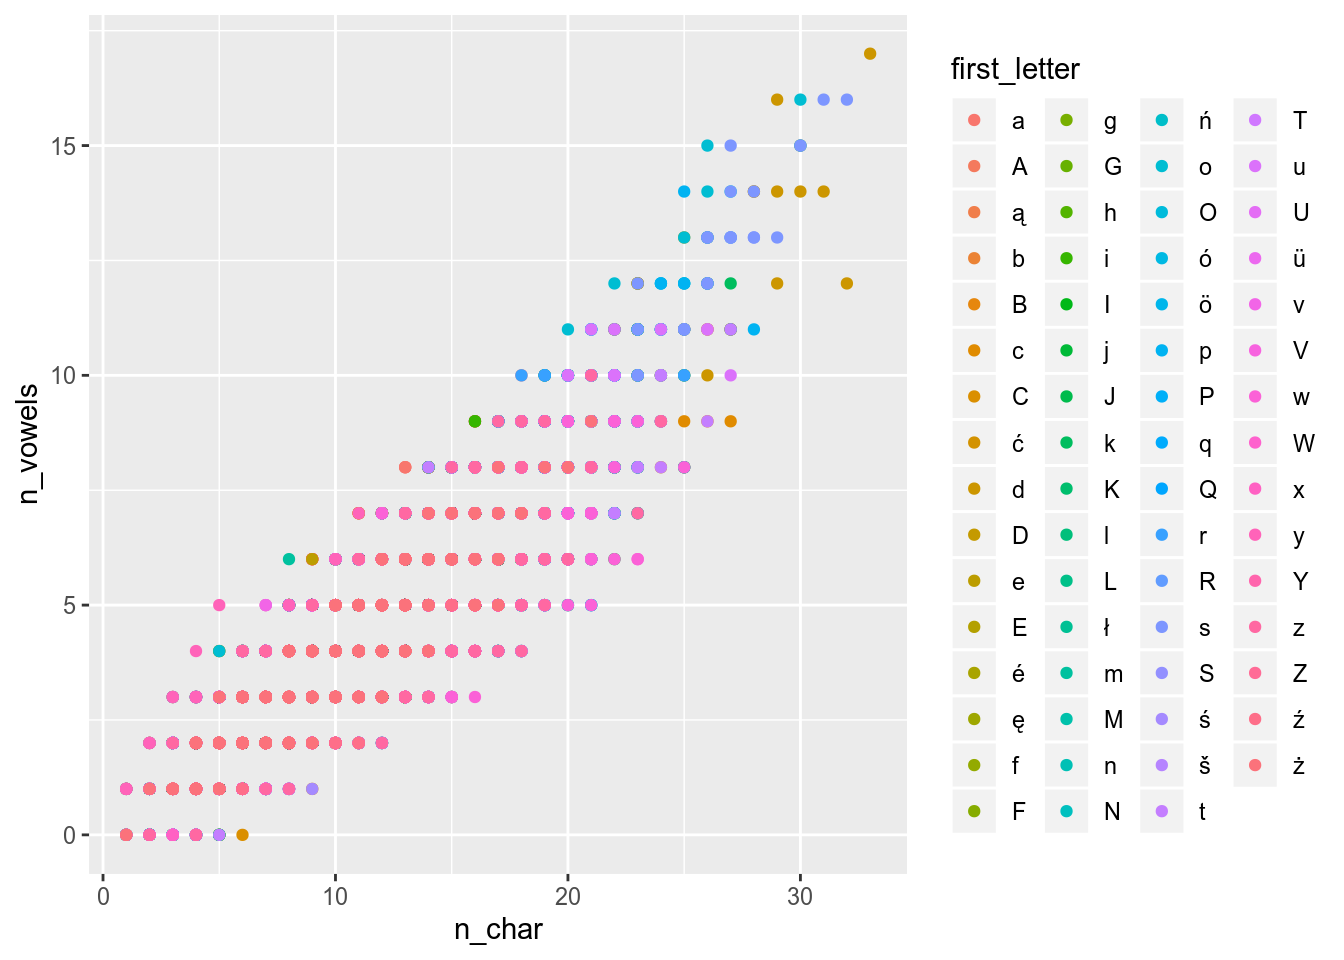 n_vowels
15
10
5
0
0 10 20 30
n_char
first_letter
a g ń T
A G o u
ą h O U
b i ó ü
B I ö v
c j p V
C J P w
ć k q W
d K Q x
D l r y
e L R Y
E ł s z
é m S Z
ę M ś ź
f n š ż
F N t